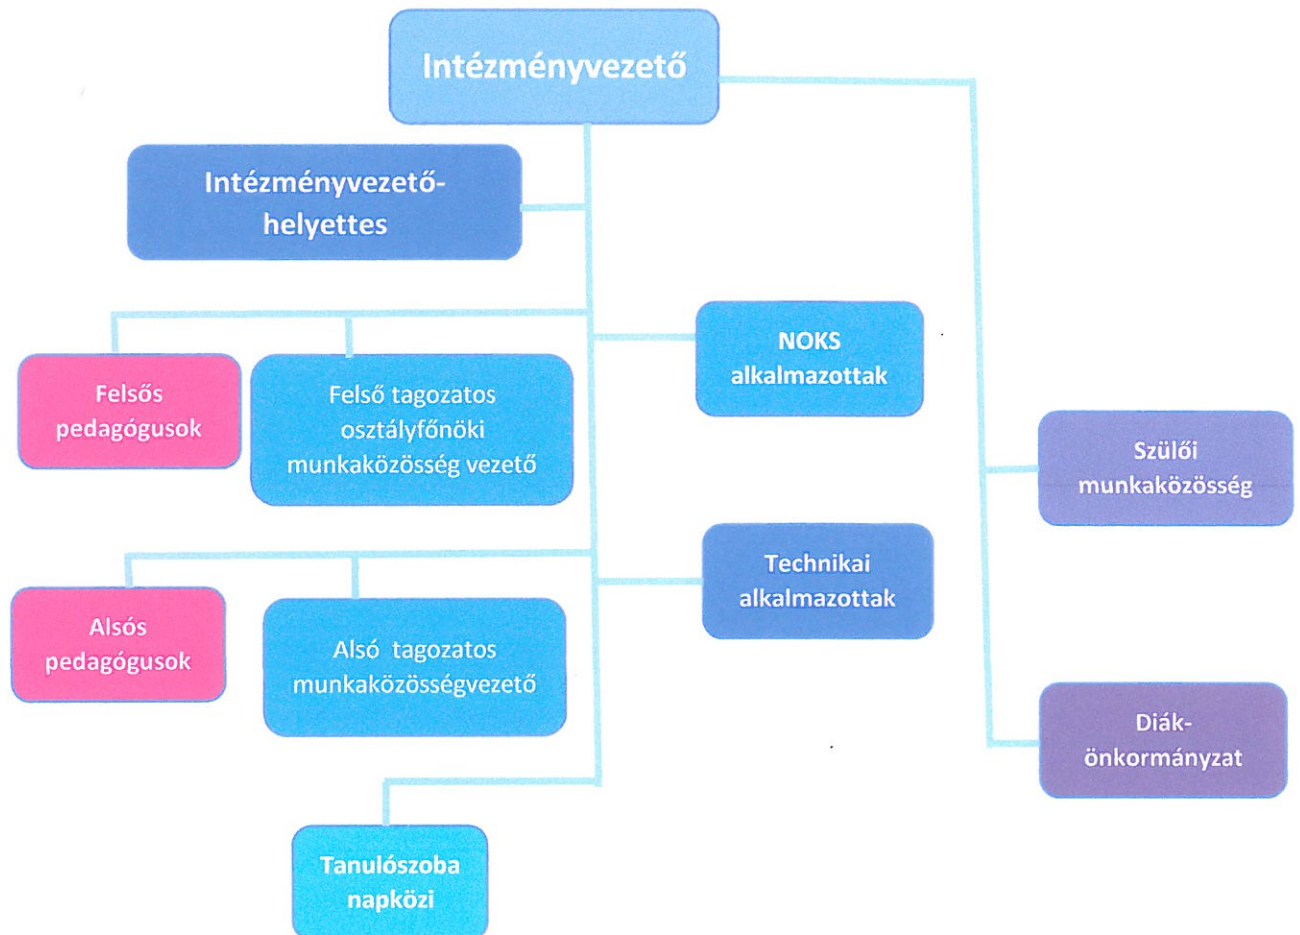 Intézményvezető
Intézményvezető-
helyettes
NOKS
alkalmazottak
Felsős
pedagógusok
Felső tagozatos
osztályfőnöki
munkaközösség vezető
Szülői
munkaközösség
Technikai
alkalmazottak
Alsós
pedagógusok
Alsó tagozatos
munkaközösségvezető
Diák-
önkormányzat
Tanulószoba
napközi